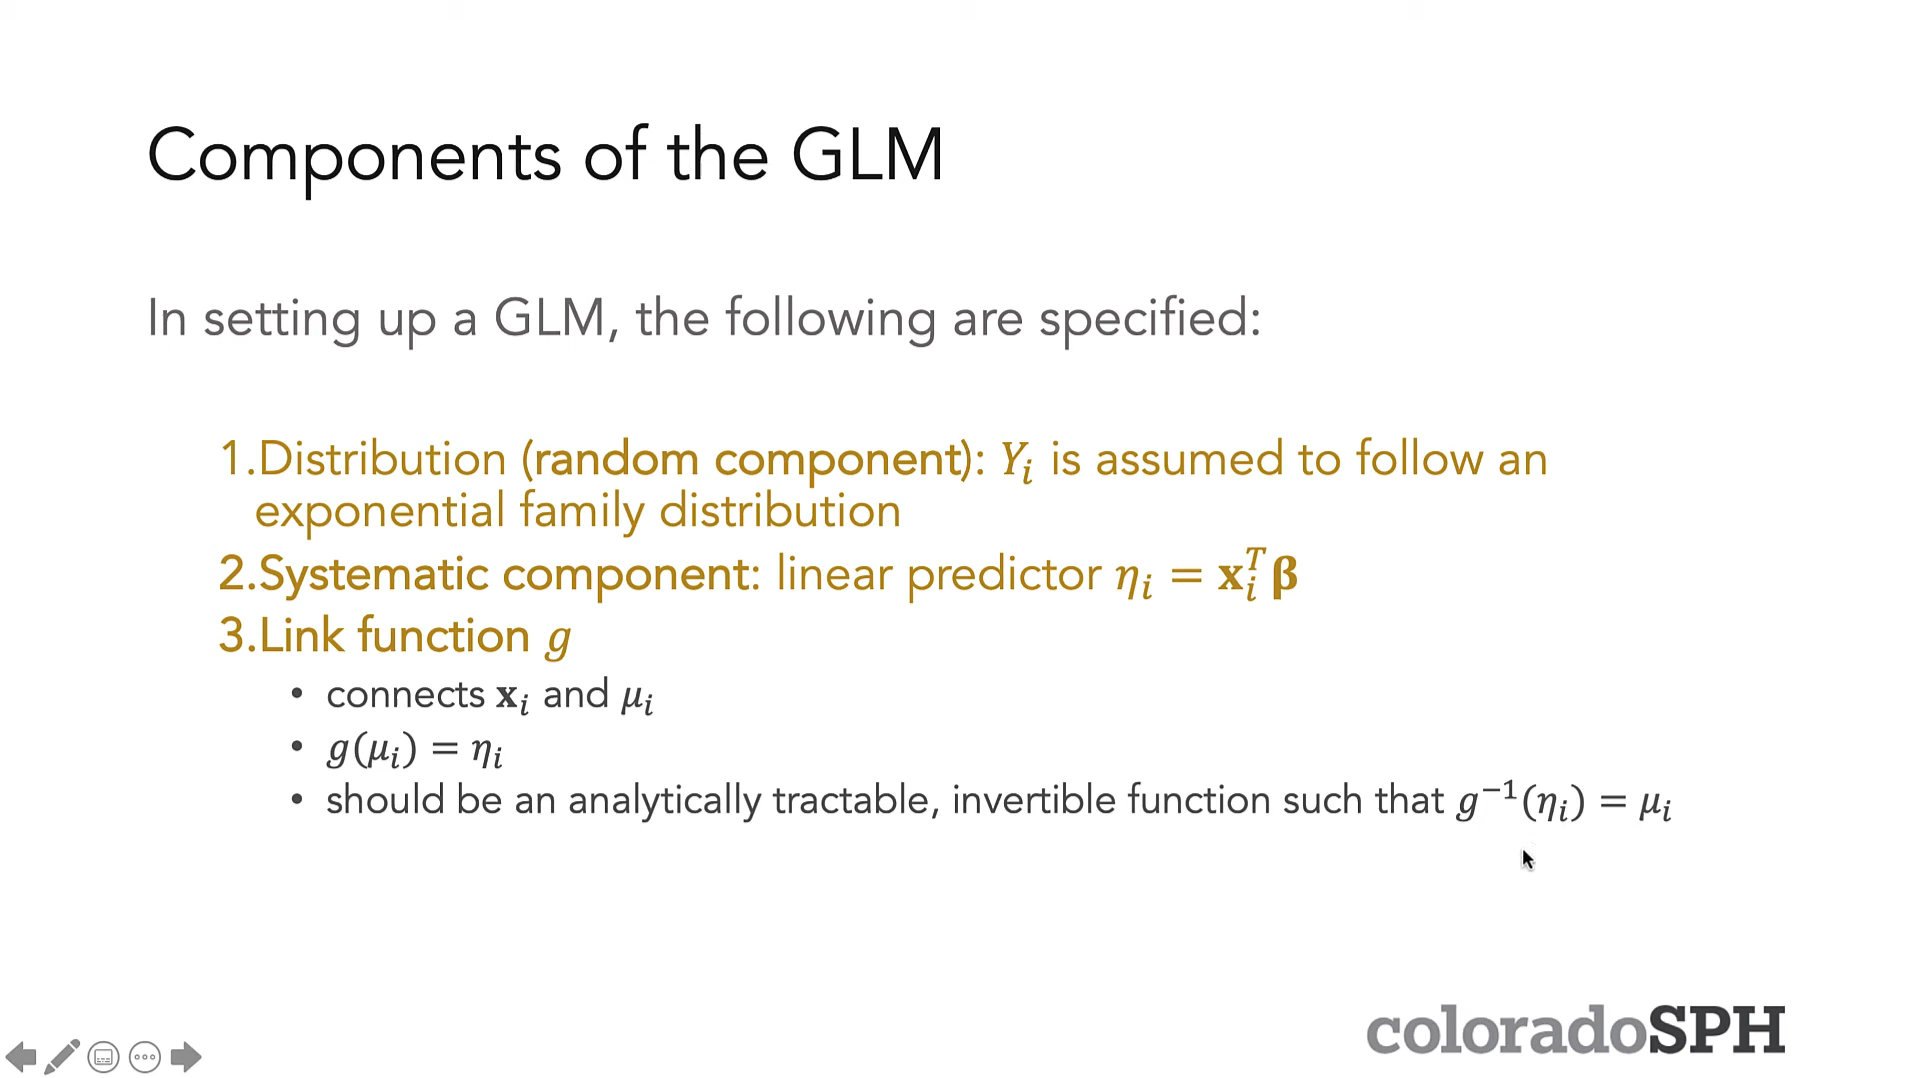 Components of the GLM
In setting up a GLM, the following are specified:
1.Distribution (random component): Yᵢ is assumed to follow an
exponential family distribution
2.Systematic component: linear predictor ηᵢ = 𝐱ᵢᵀ𝛃
3.Link function g
• connects 𝐱ᵢ and μᵢ
• g(μᵢ) = ηᵢ
• should be an analytically tractable, invertible function such that g⁻¹(ηᵢ) = μᵢ
coloradoSPH